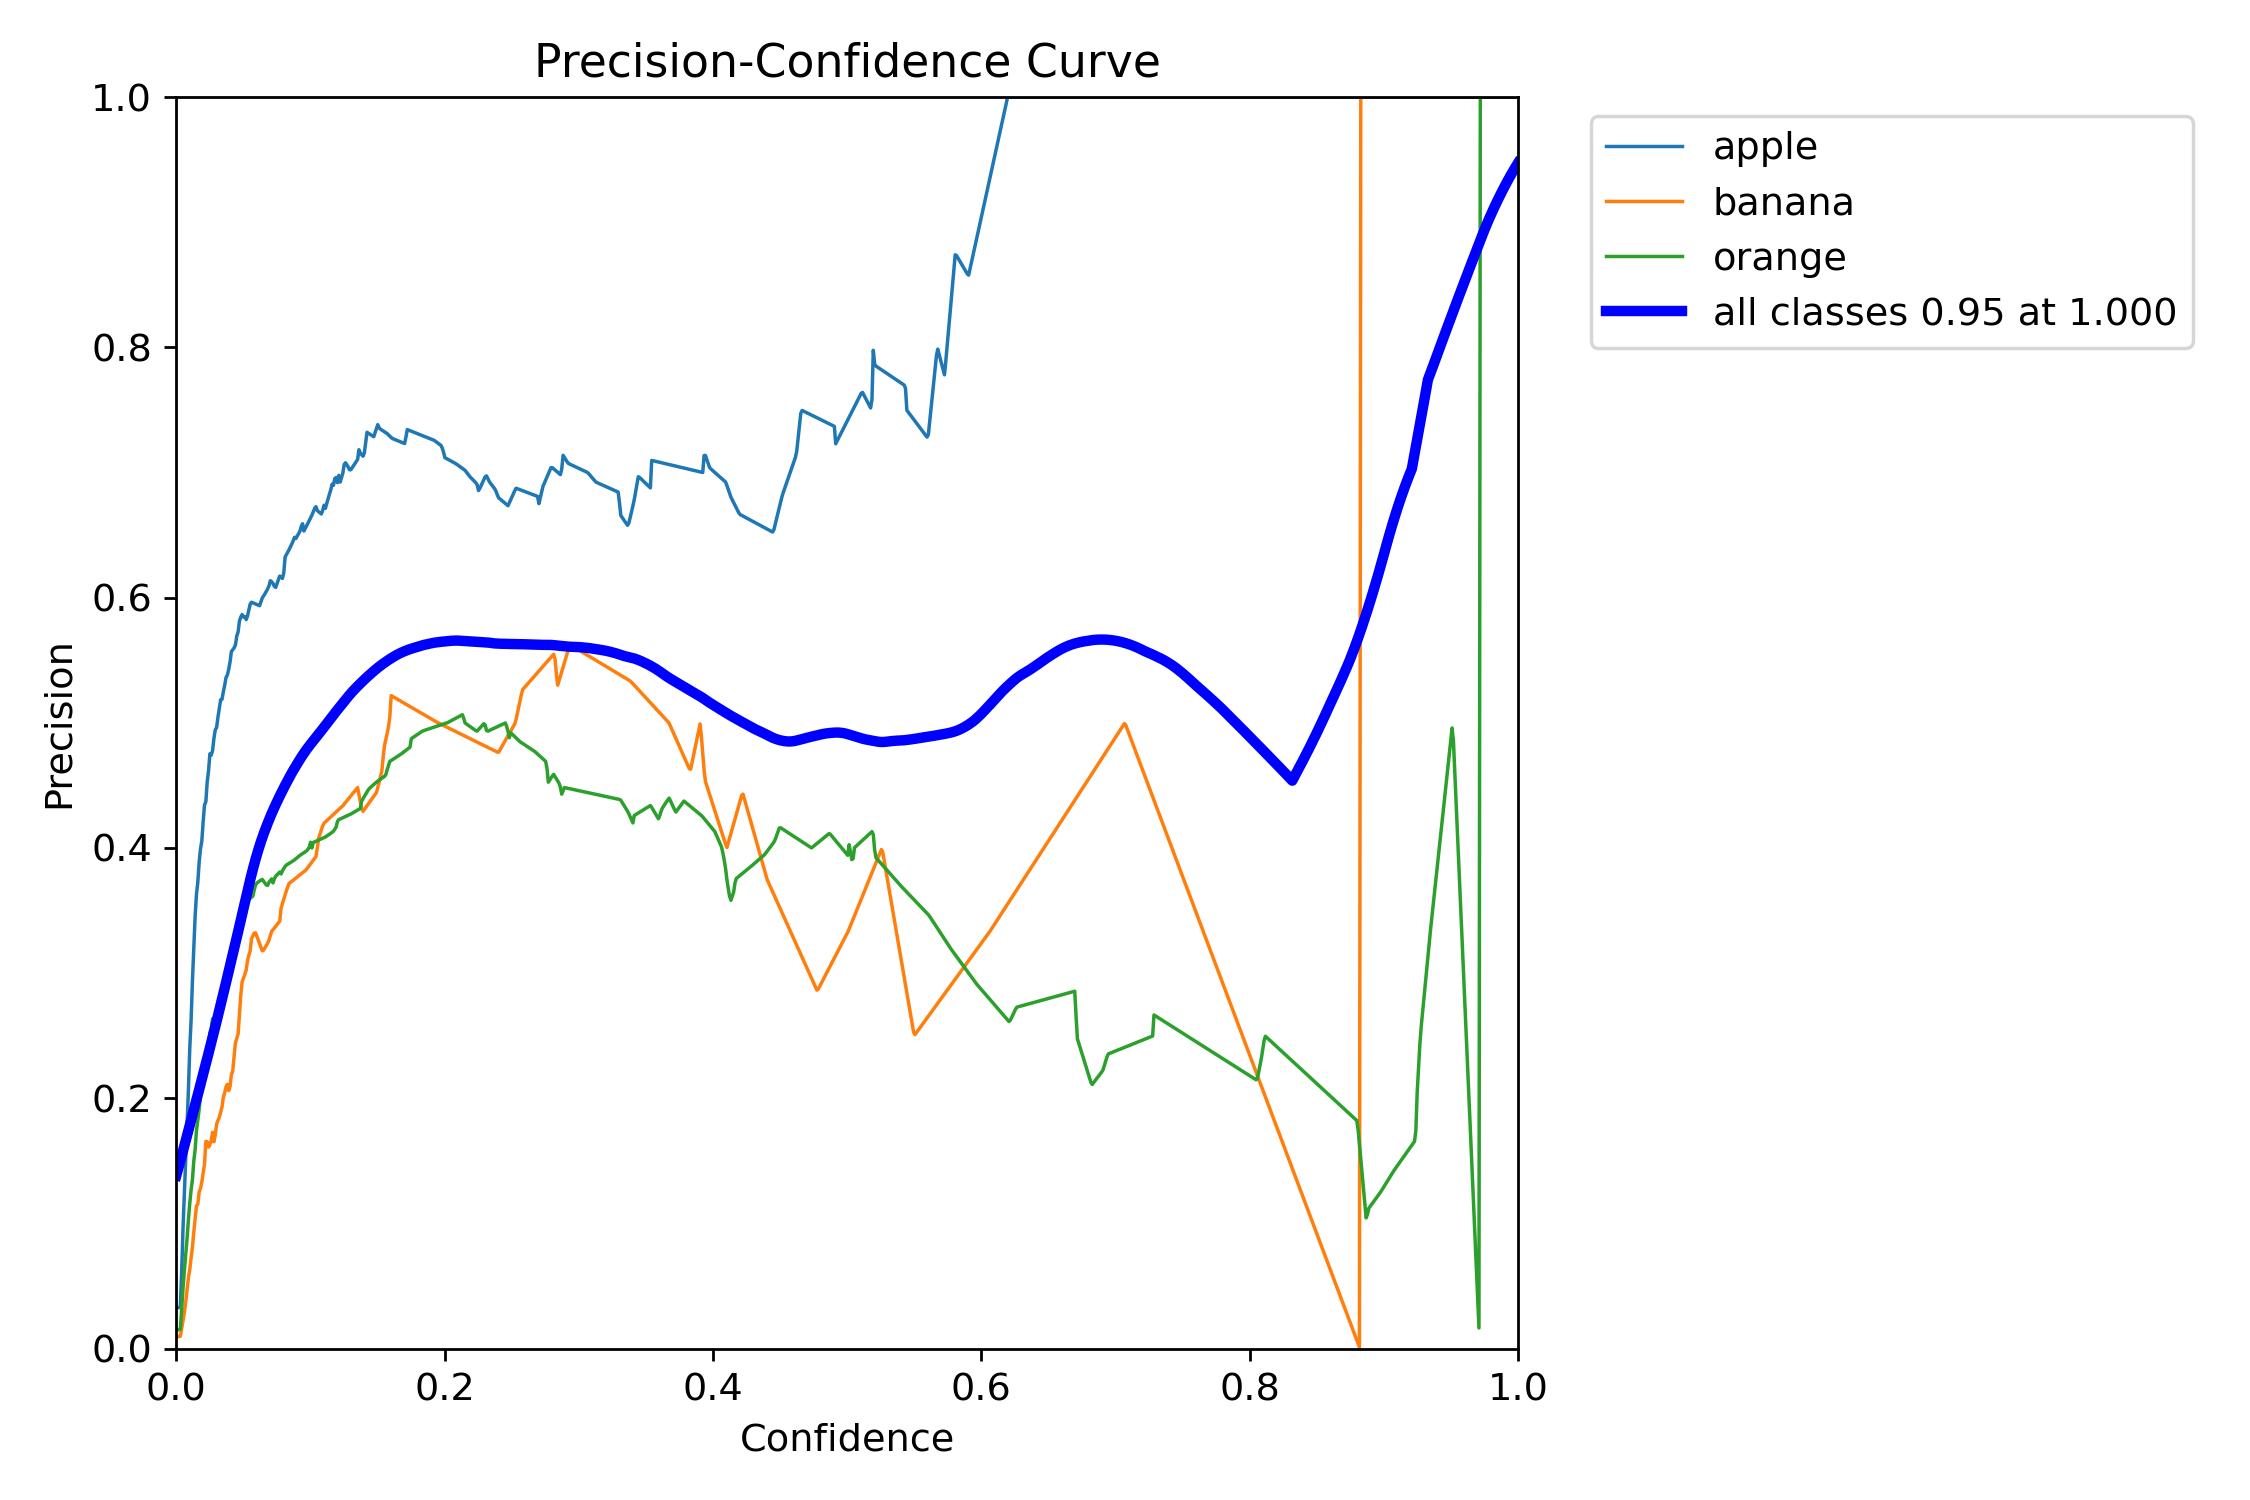 Precision-Confidence Curve
1.0
0.8
0.6
0.4
0.2
0.0
Precision
0.0 0.2 0.4 0.6 0.8 1.0
Confidence
apple
banana
orange
all classes 0.95 at 1.000